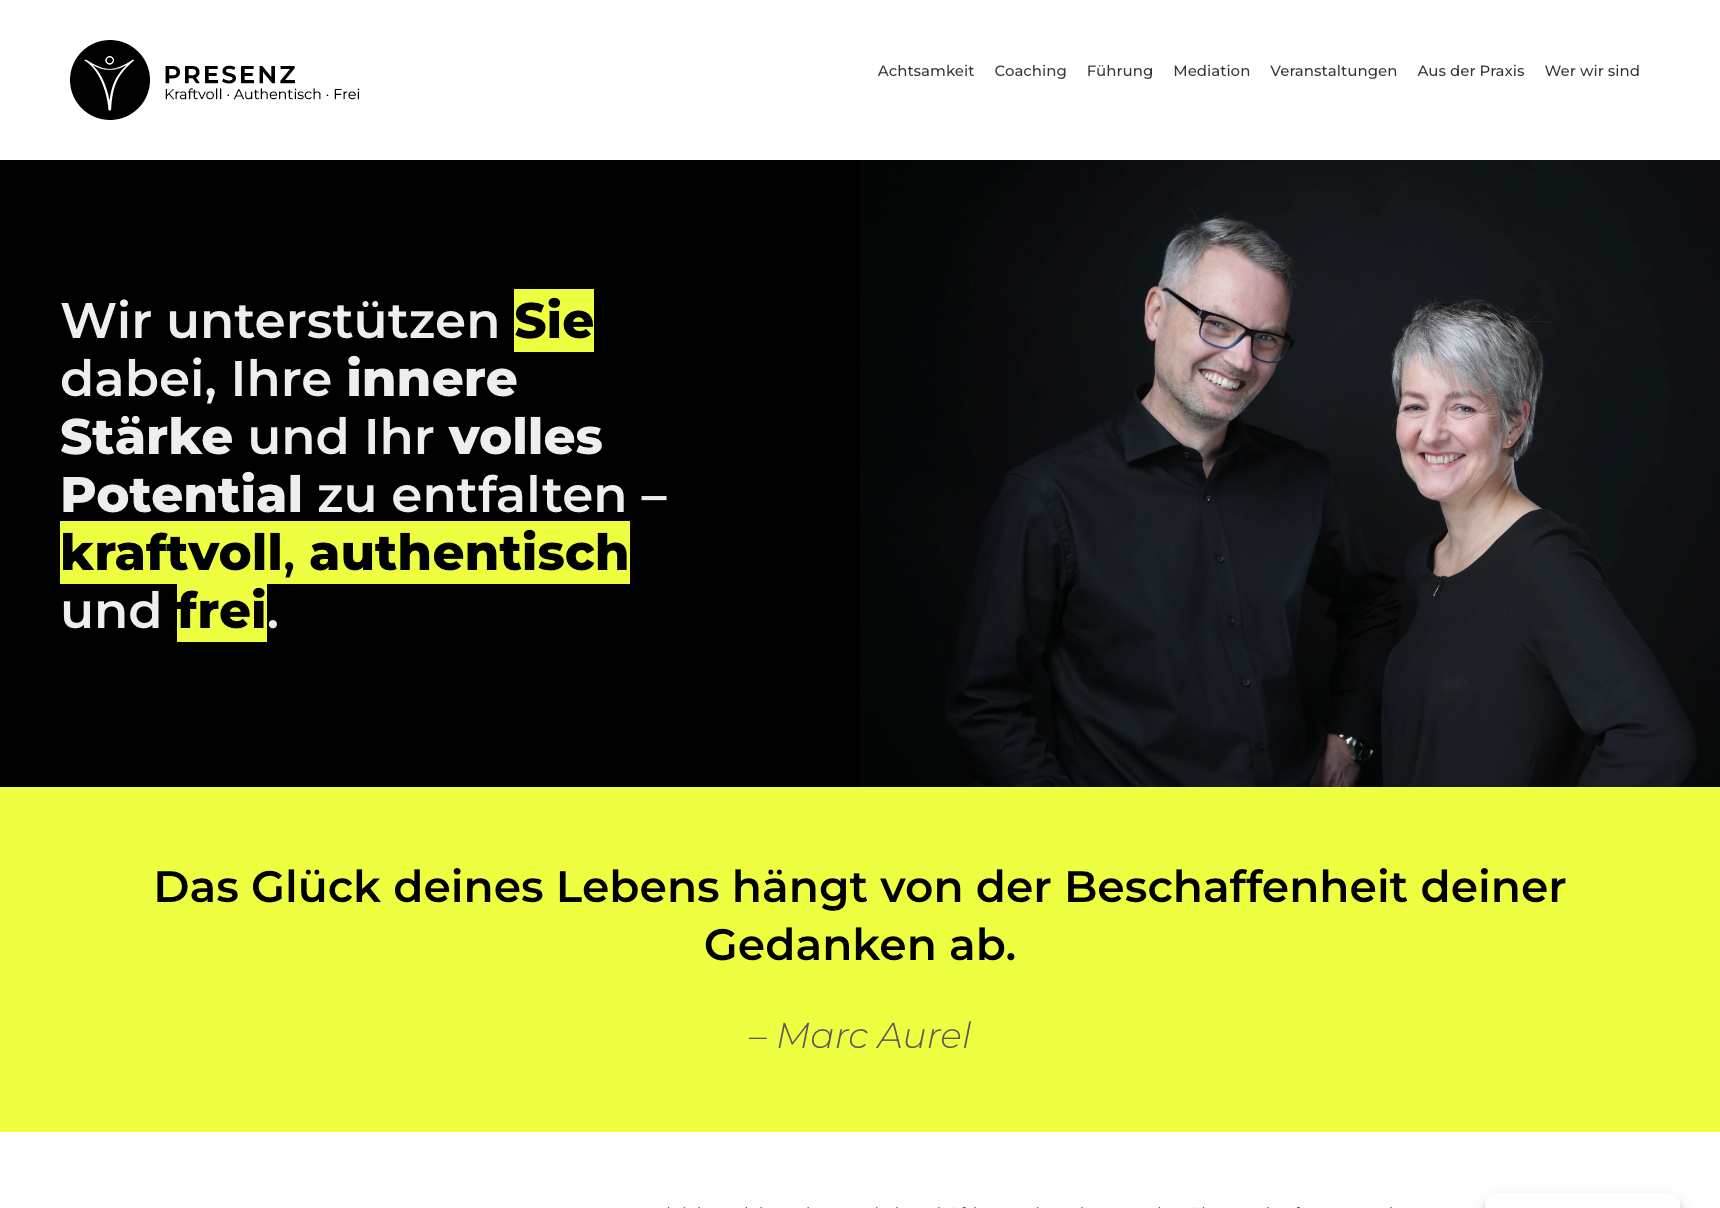 PRESENZ
Kraftvoll · Authentisch · Frei
Achtsamkeit Coaching Führung Mediation Veranstaltungen Aus der Praxis Wer wir sind
Wir unterstützen Sie
dabei, Ihre innere
Stärke und Ihr volles
Potential zu entfalten –
kraftvoll, authentisch
und frei.
Das Glück deines Lebens hängt von der Beschaffenheit deiner
Gedanken ab.
– Marc Aurel